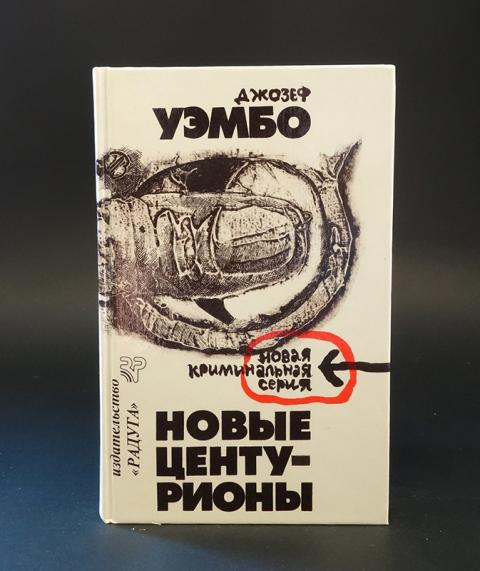 ДЖОЗЕФ
УЭМБО
новая
криминальная
серия
издательство
«РАДУГА»
НОВЫЕ
ЦЕНТУ-
РИОНЫ